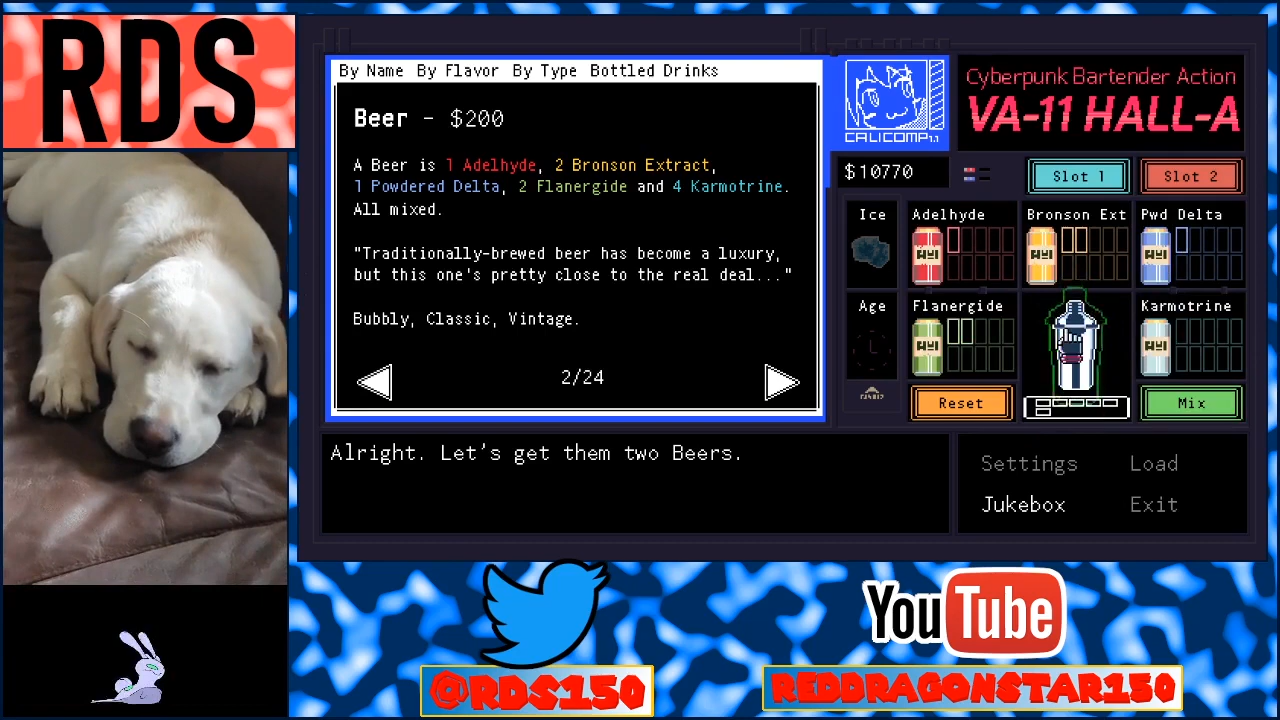 RDS
By Name By Flavor By Type Bottled Drinks
Beer - $200
A Beer is 1 Adelhyde, 2 Bronson Extract,
1 Powdered Delta, 2 Flanergide and 4 Karmotrine.
All mixed.
"Traditionally-brewed beer has become a luxury,
but this one's pretty close to the real deal..."
Bubbly, Classic, Vintage.
2/24
CALICOMP1.1
Cyberpunk Bartender Action
VA-11 HALL-A
$10770
Slot 1
Slot 2
Ice
Adelhyde
Bronson Ext
Pwd Delta
Age
Flanergide
Karmotrine
Reset
Mix
Alright. Let's get them two Beers.
Settings
Load
Jukebox
Exit
YouTube
@RDS150
REDDRAGONSTAR150